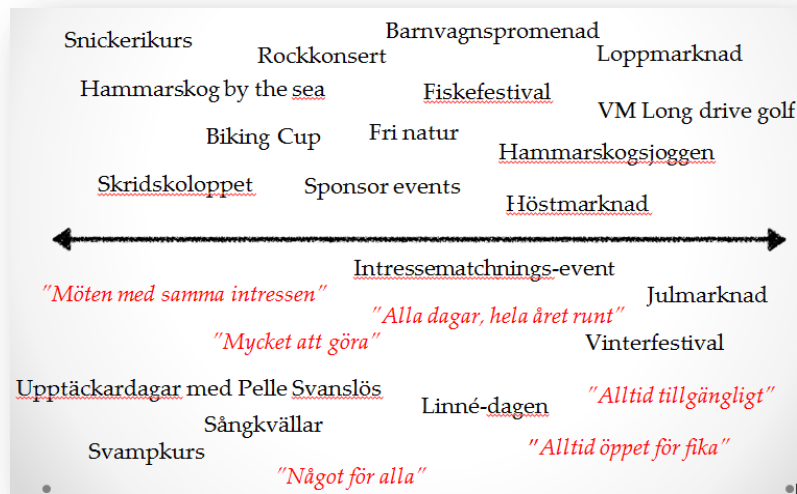 Snickerikurs
Barnvagnspromenad
Rockkonsert
Loppmarknad
Hammarskog by the sea
Fiskefestival
VM Long drive golf
Biking Cup
Fri natur
Hammarskogsjoggen
Skridskoloppet
Sponsor events
Höstmarknad
Intressematchnings-event
"Möten med samma intressen"
Julmarknad
"Alla dagar, hela året runt"
"Mycket att göra"
Vinterfestival
Upptäckardagar med Pelle Svanslös
"Alltid tillgängligt"
Linné-dagen
Sångkvällar
"Alltid öppet för fika"
Svampkurs
"Något för alla"